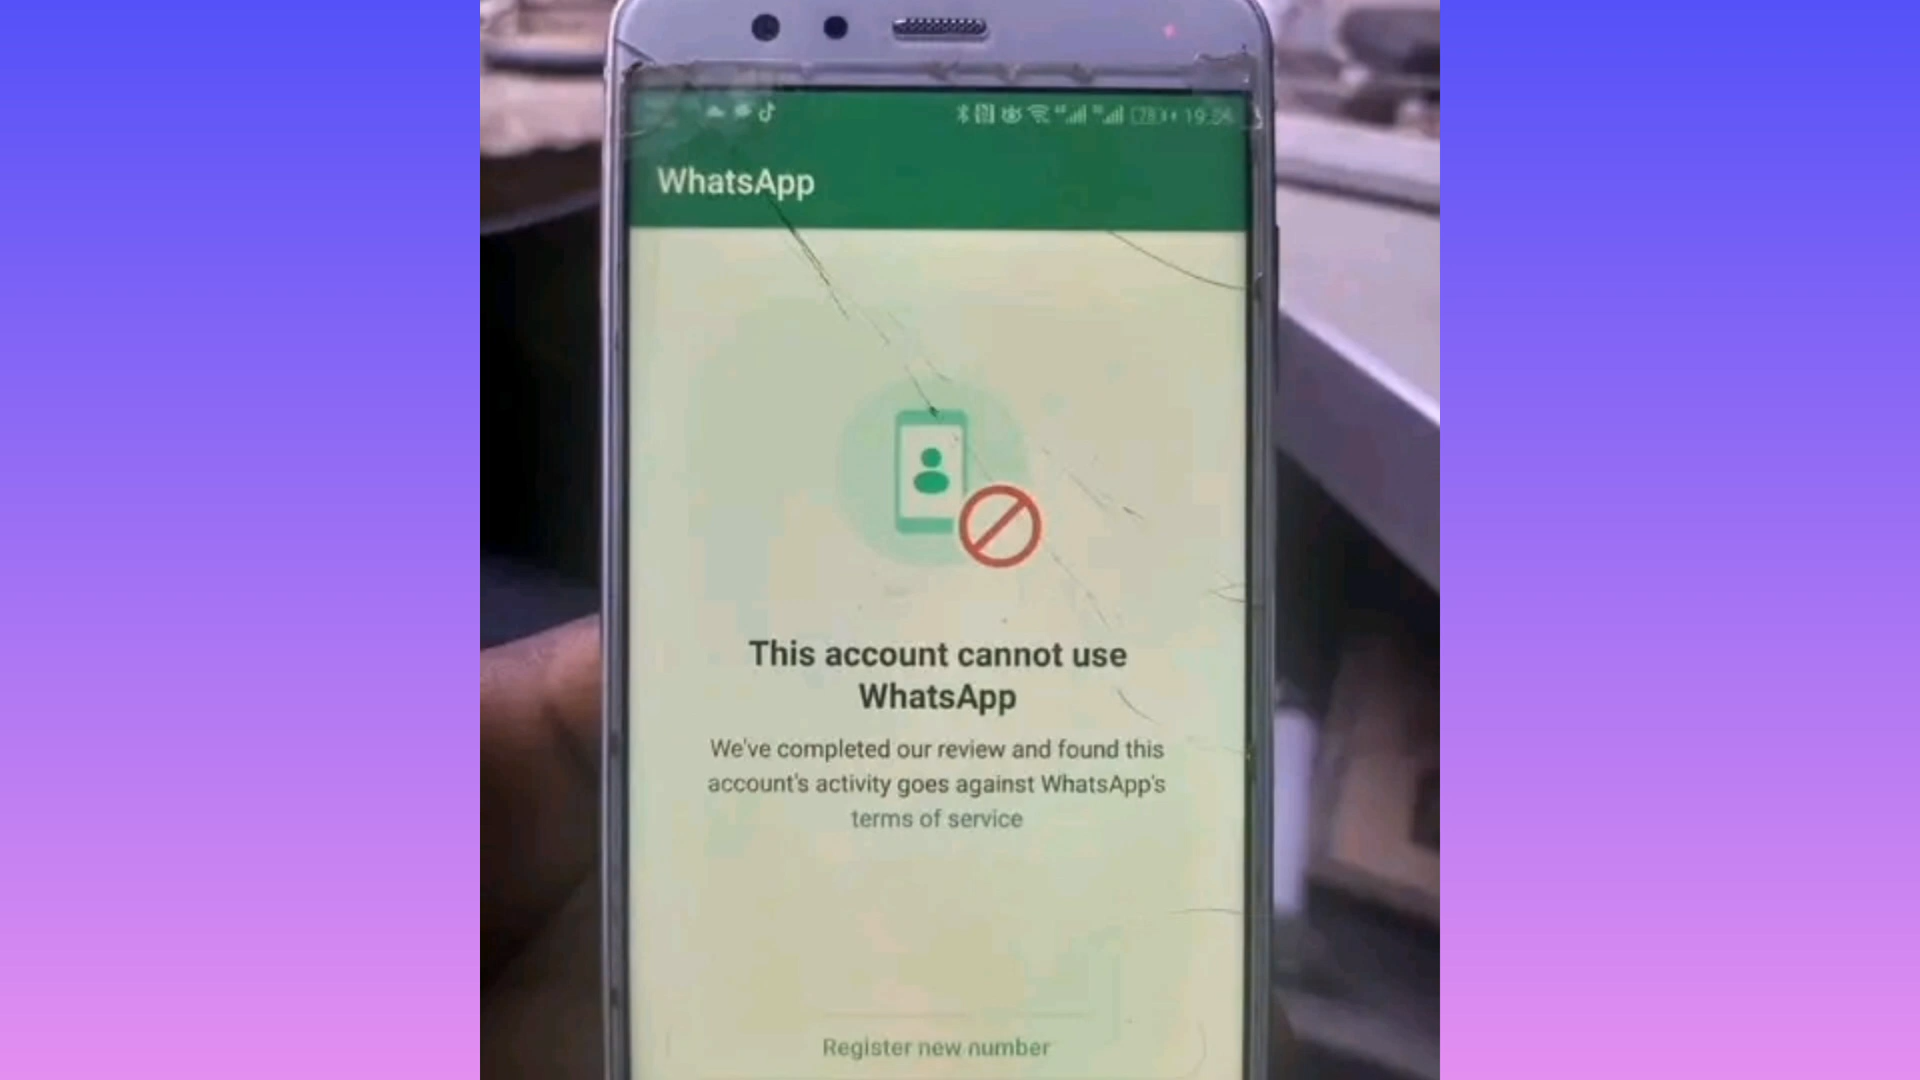 WhatsApp
This account cannot use
WhatsApp
We've completed our review and found this
account's activity goes against WhatsApp's
terms of service
Register new number